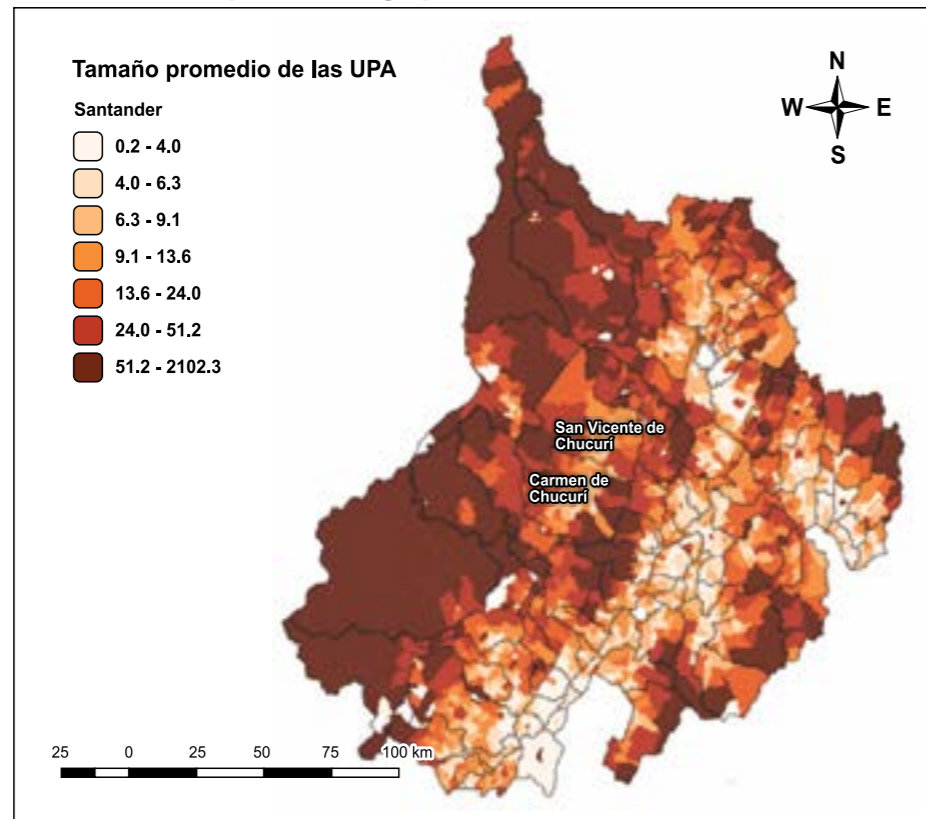 Tamaño promedio de las UPA
Santander
0.2 - 4.0
4.0 - 6.3
6.3 - 9.1
9.1 - 13.6
13.6 - 24.0
24.0 - 51.2
51.2 - 2102.3
N
W E
S
San Vicente de
Chucurí
Carmen de
Chucurí
25 0 25 50 75 100 km